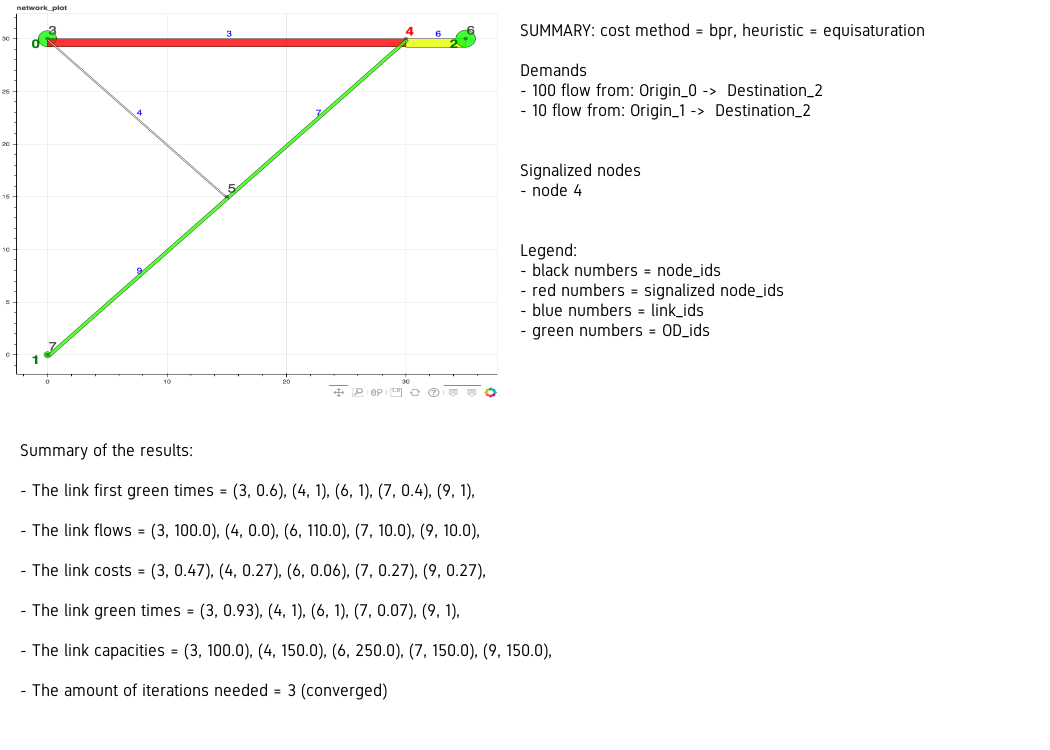 network_plot
30
25
20
15
10
5
0
0
10
20
30
3
0
3
4
6
6
2
4
7
5
9
7
1
SUMMARY: cost method = bpr, heuristic = equisaturation
Demands
- 100 flow from: Origin_0 -> Destination_2
- 10 flow from: Origin_1 -> Destination_2
Signalized nodes
- node 4
Legend:
- black numbers = node_ids
- red numbers = signalized node_ids
- blue numbers = link_ids
- green numbers = OD_ids
Summary of the results:
- The link first green times = (3, 0.6), (4, 1), (6, 1), (7, 0.4), (9, 1),
- The link flows = (3, 100.0), (4, 0.0), (6, 110.0), (7, 10.0), (9, 10.0),
- The link costs = (3, 0.47), (4, 0.27), (6, 0.06), (7, 0.27), (9, 0.27),
- The link green times = (3, 0.93), (4, 1), (6, 1), (7, 0.07), (9, 1),
- The link capacities = (3, 100.0), (4, 150.0), (6, 250.0), (7, 150.0), (9, 150.0),
- The amount of iterations needed = 3 (converged)